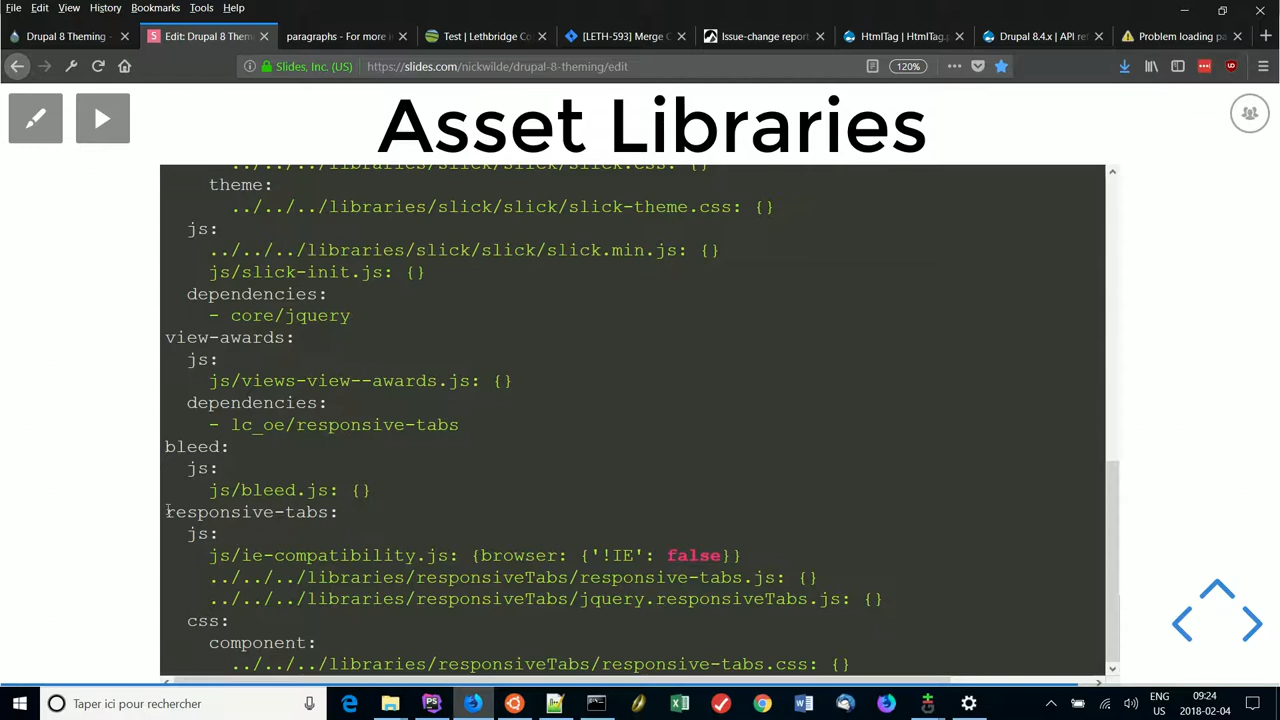 File Edit View History Bookmarks Tools Help
Drupal 8 Theming -
Edit: Drupal 8 Them
paragraphs - For more i
Test | Lethbridge Co
[LETH-593] Merge C
Issue-change report
HtmlTag | HtmlTag.p
Drupal 8.4.x | API ref
Problem loading pa
Slides, Inc. (US)
https://slides.com/nickwilde/drupal-8-theming/edit
120%
Asset Libraries
../../../libraries/slick/slick/slick.css: {}
theme:
../../../libraries/slick/slick/slick-theme.css: {}
js:
../../../libraries/slick/slick/slick.min.js: {}
js/slick-init.js: {}
dependencies:
- core/jquery
view-awards:
js:
js/views-view--awards.js: {}
dependencies:
- lc_oe/responsive-tabs
bleed:
js:
js/bleed.js: {}
responsive-tabs:
js:
js/ie-compatibility.js: {browser: {'!IE': false}}
../../../libraries/responsiveTabs/responsive-tabs.js: {}
../../../libraries/responsiveTabs/jquery.responsiveTabs.js: {}
css:
component:
../../../libraries/responsiveTabs/responsive-tabs.css: {}
Taper ici pour rechercher
ENG
US
09:24
2018-02-04